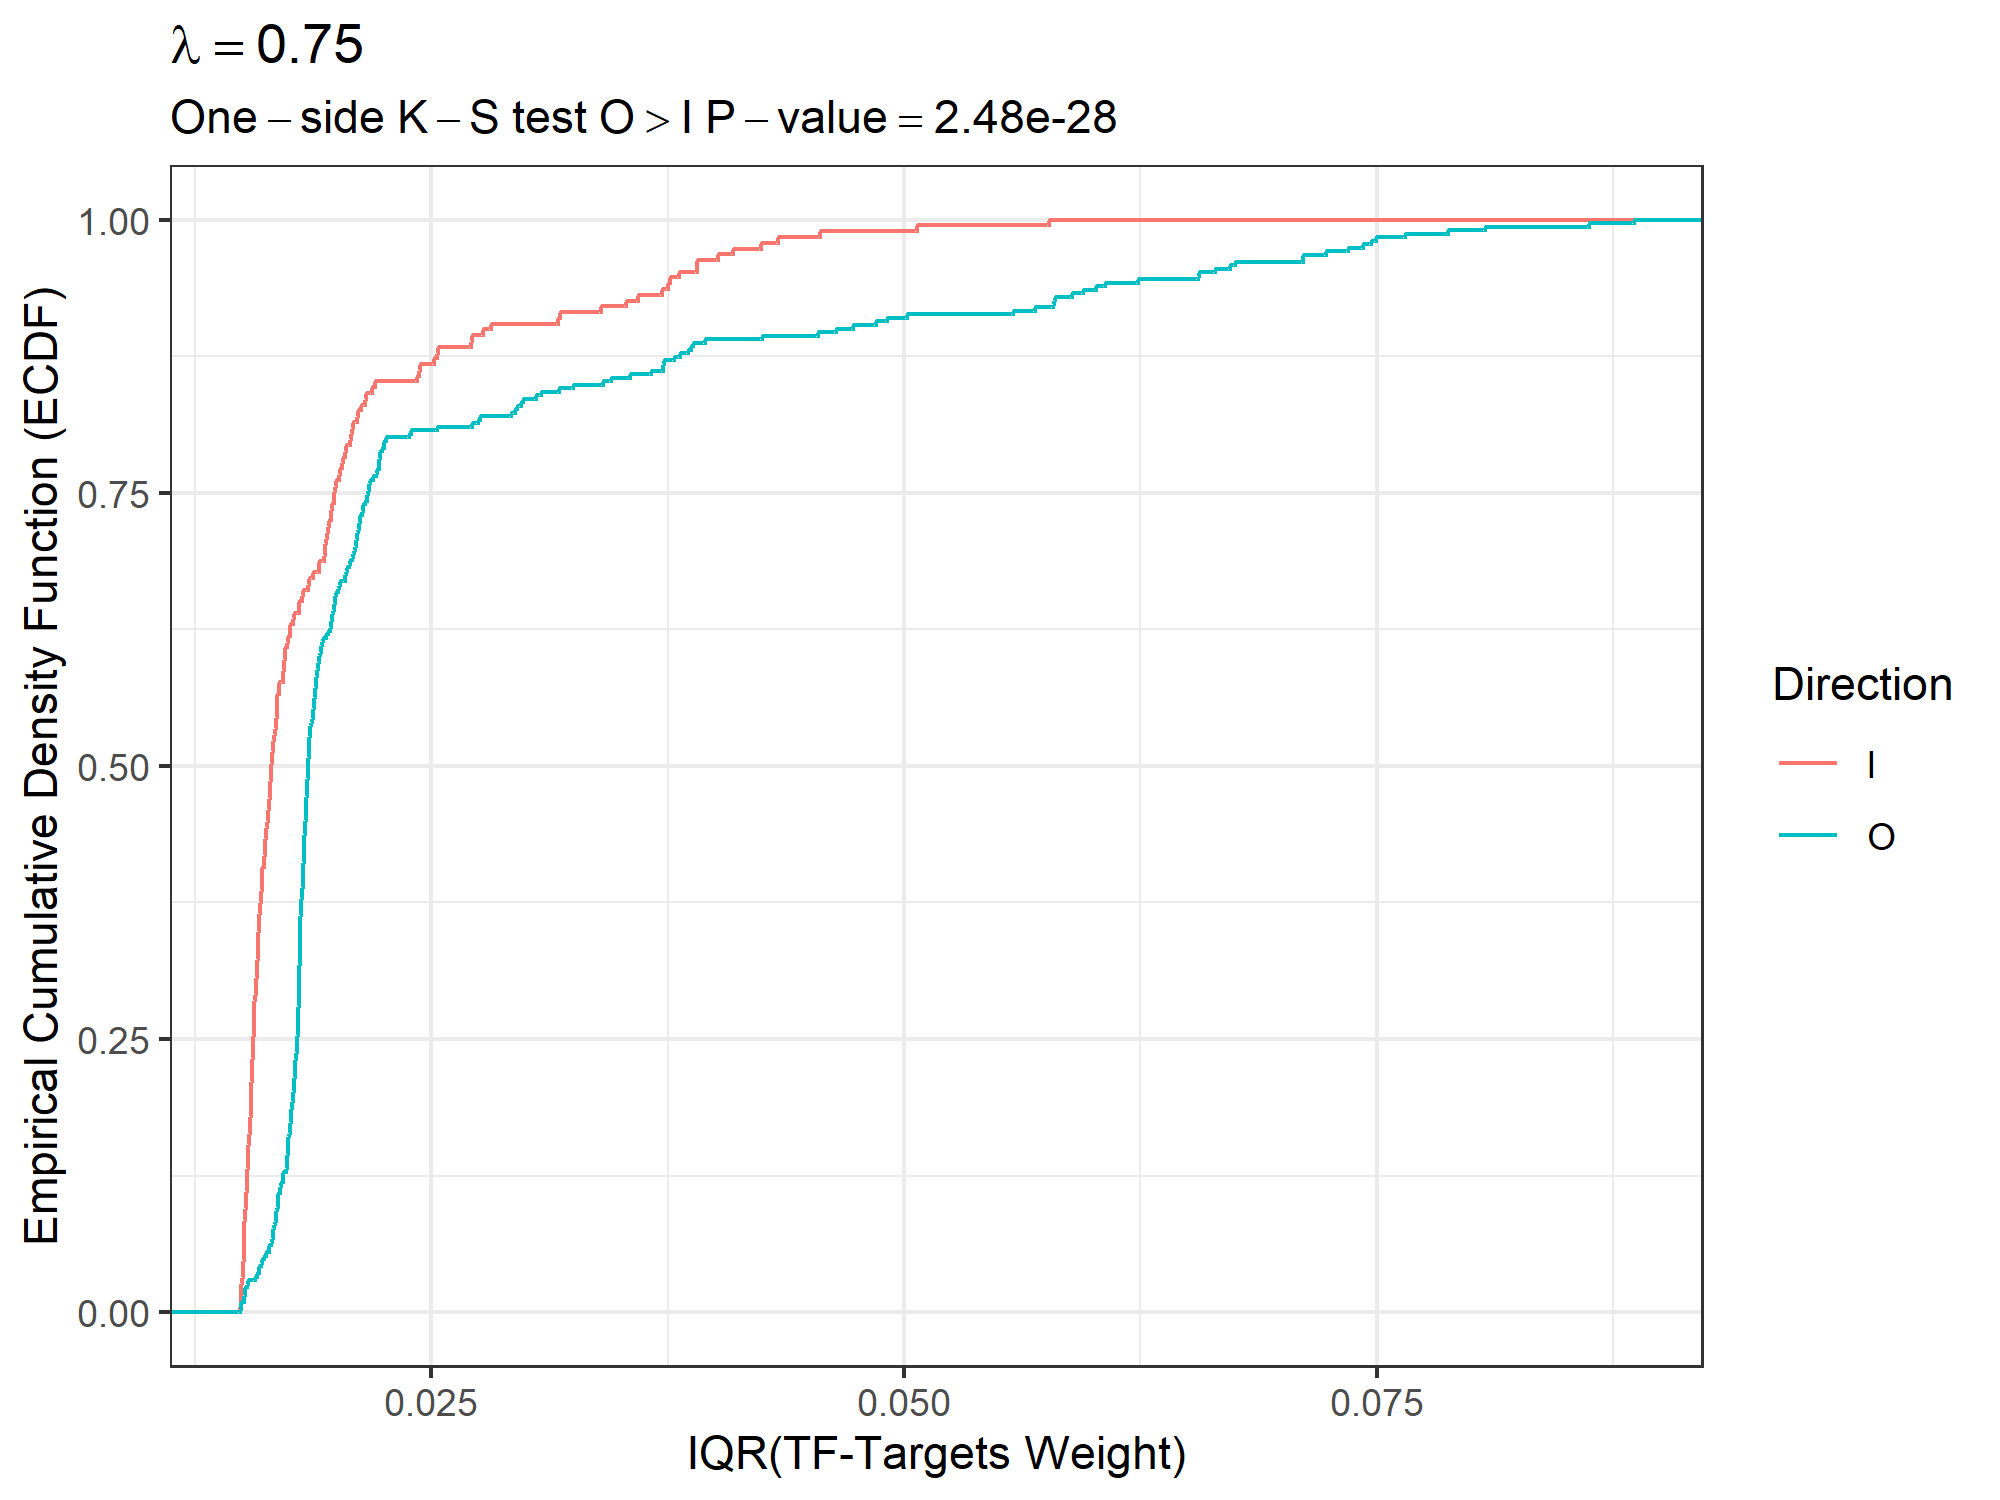 λ = 0.75
One − side K − S test O > I P − value = 2.48e-28
Empirical Cumulative Density Function (ECDF)
1.00
0.75
0.50
0.25
0.00
0.025
0.050
0.075
IQR(TF-Targets Weight)
Direction
I
O